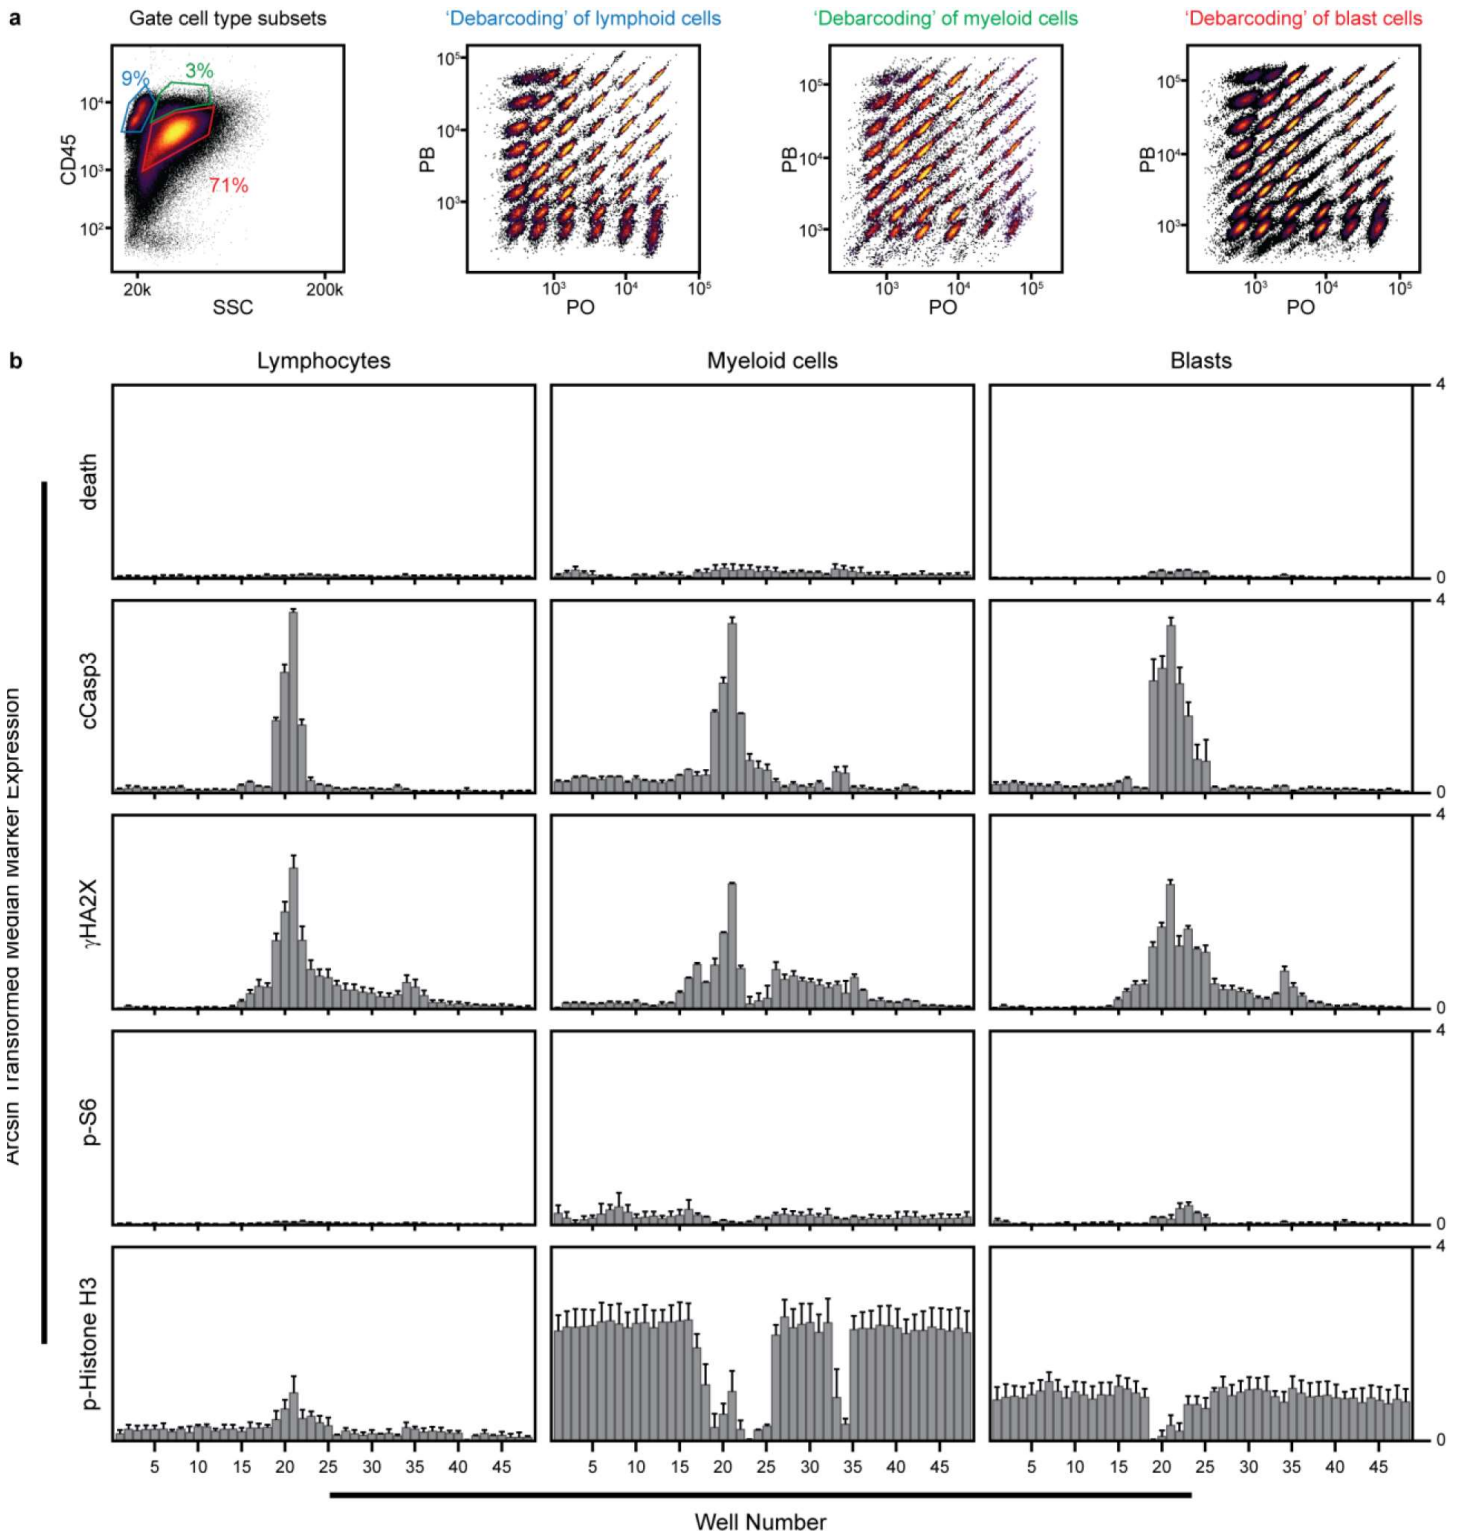 a
Gate cell type subsets
'Debarcoding' of lymphoid cells
'Debarcoding' of myeloid cells
'Debarcoding' of blast cells
9%
3%
71%
CD45
10⁴
10³
10²
20k
200k
SSC
PB
10⁵
10⁴
10³
10³
10⁴
10⁵
PO
PB
10⁵
10⁴
10³
10³
10⁴
10⁵
PO
PB
10⁵
10⁴
10³
10³
10⁴
10⁵
PO
b
Lymphocytes
Myeloid cells
Blasts
Arcsin Transformed Median Marker Expression
death
4
0
cCasp3
4
0
γHA2X
4
0
p-S6
4
0
p-Histone H3
4
0
5 10 15 20 25 30 35 40 45
5 10 15 20 25 30 35 40 45
5 10 15 20 25 30 35 40 45
Well Number